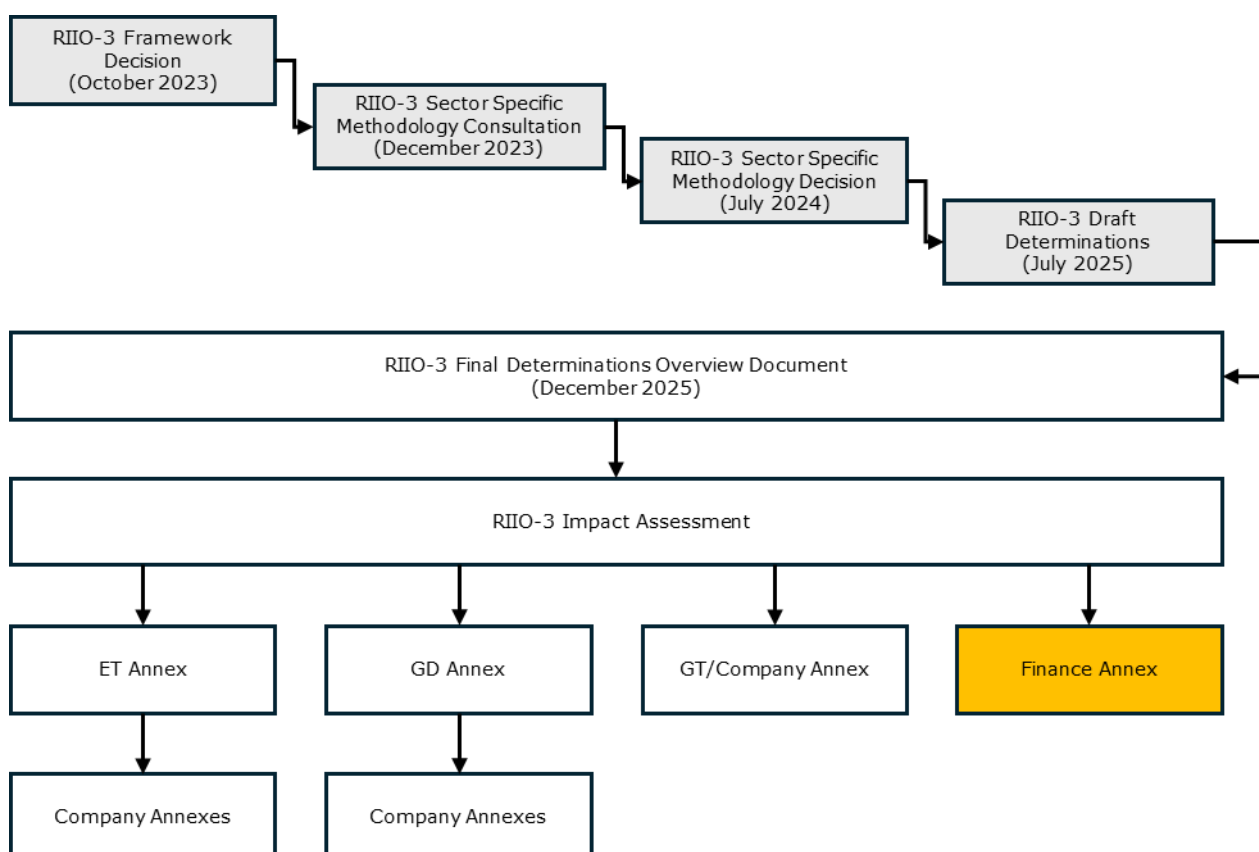 RIIO-3 Framework
Decision
(October 2023)
RIIO-3 Sector Specific
Methodology Consultation
(December 2023)
RIIO-3 Sector Specific
Methodology Decision
(July 2024)
RIIO-3 Draft
Determinations
(July 2025)
RIIO-3 Final Determinations Overview Document
(December 2025)
RIIO-3 Impact Assessment
ET Annex
GD Annex
GT/Company Annex
Finance Annex
Company Annexes
Company Annexes